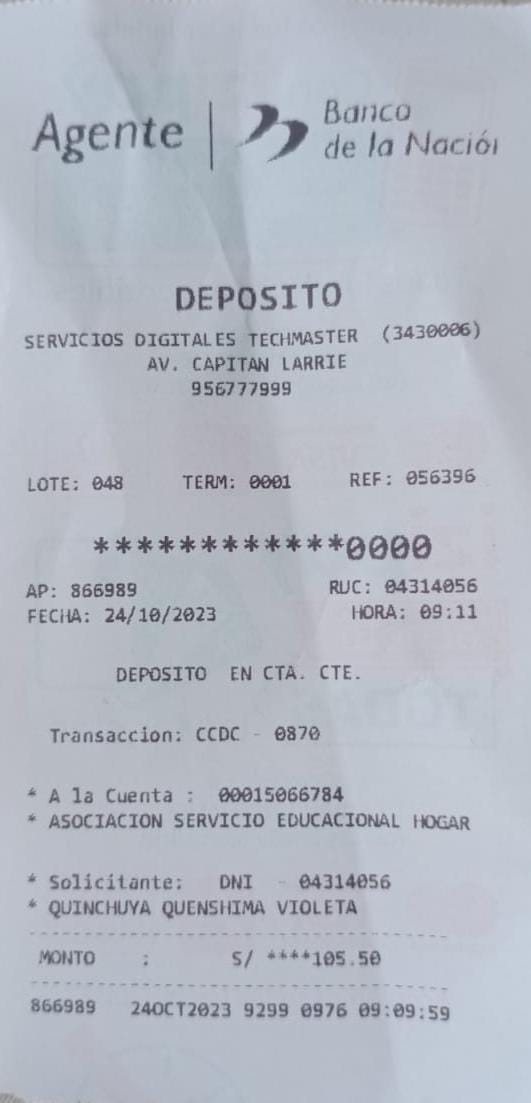 Agente | Banco
de la Nación
DEPOSITO
SERVICIOS DIGITALES TECHMASTER (3430006)
AV. CAPITAN LARRIE
956777999
LOTE: 048 TERM: 0001 REF: 056396
************0000
AP: 866989 RUC: 04314056
FECHA: 24/10/2023 HORA: 09:11
DEPOSITO EN CTA. CTE.
Transaccion: CCDC - 0870
* A la Cuenta : 00015066784
* ASOCIACION SERVICIO EDUCACIONAL HOGAR
* Solicitante: DNI - 04314056
* QUINCHUYA QUENSHIMA VIOLETA
MONTO : S/ ****105.50
866989 24OCT2023 9299 0976 09:09:59